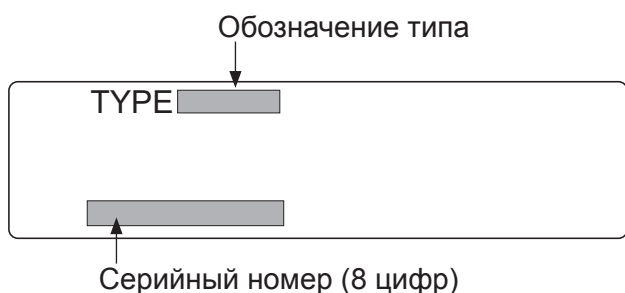 Обозначение типа
TYPE
Серийный номер (8 цифр)